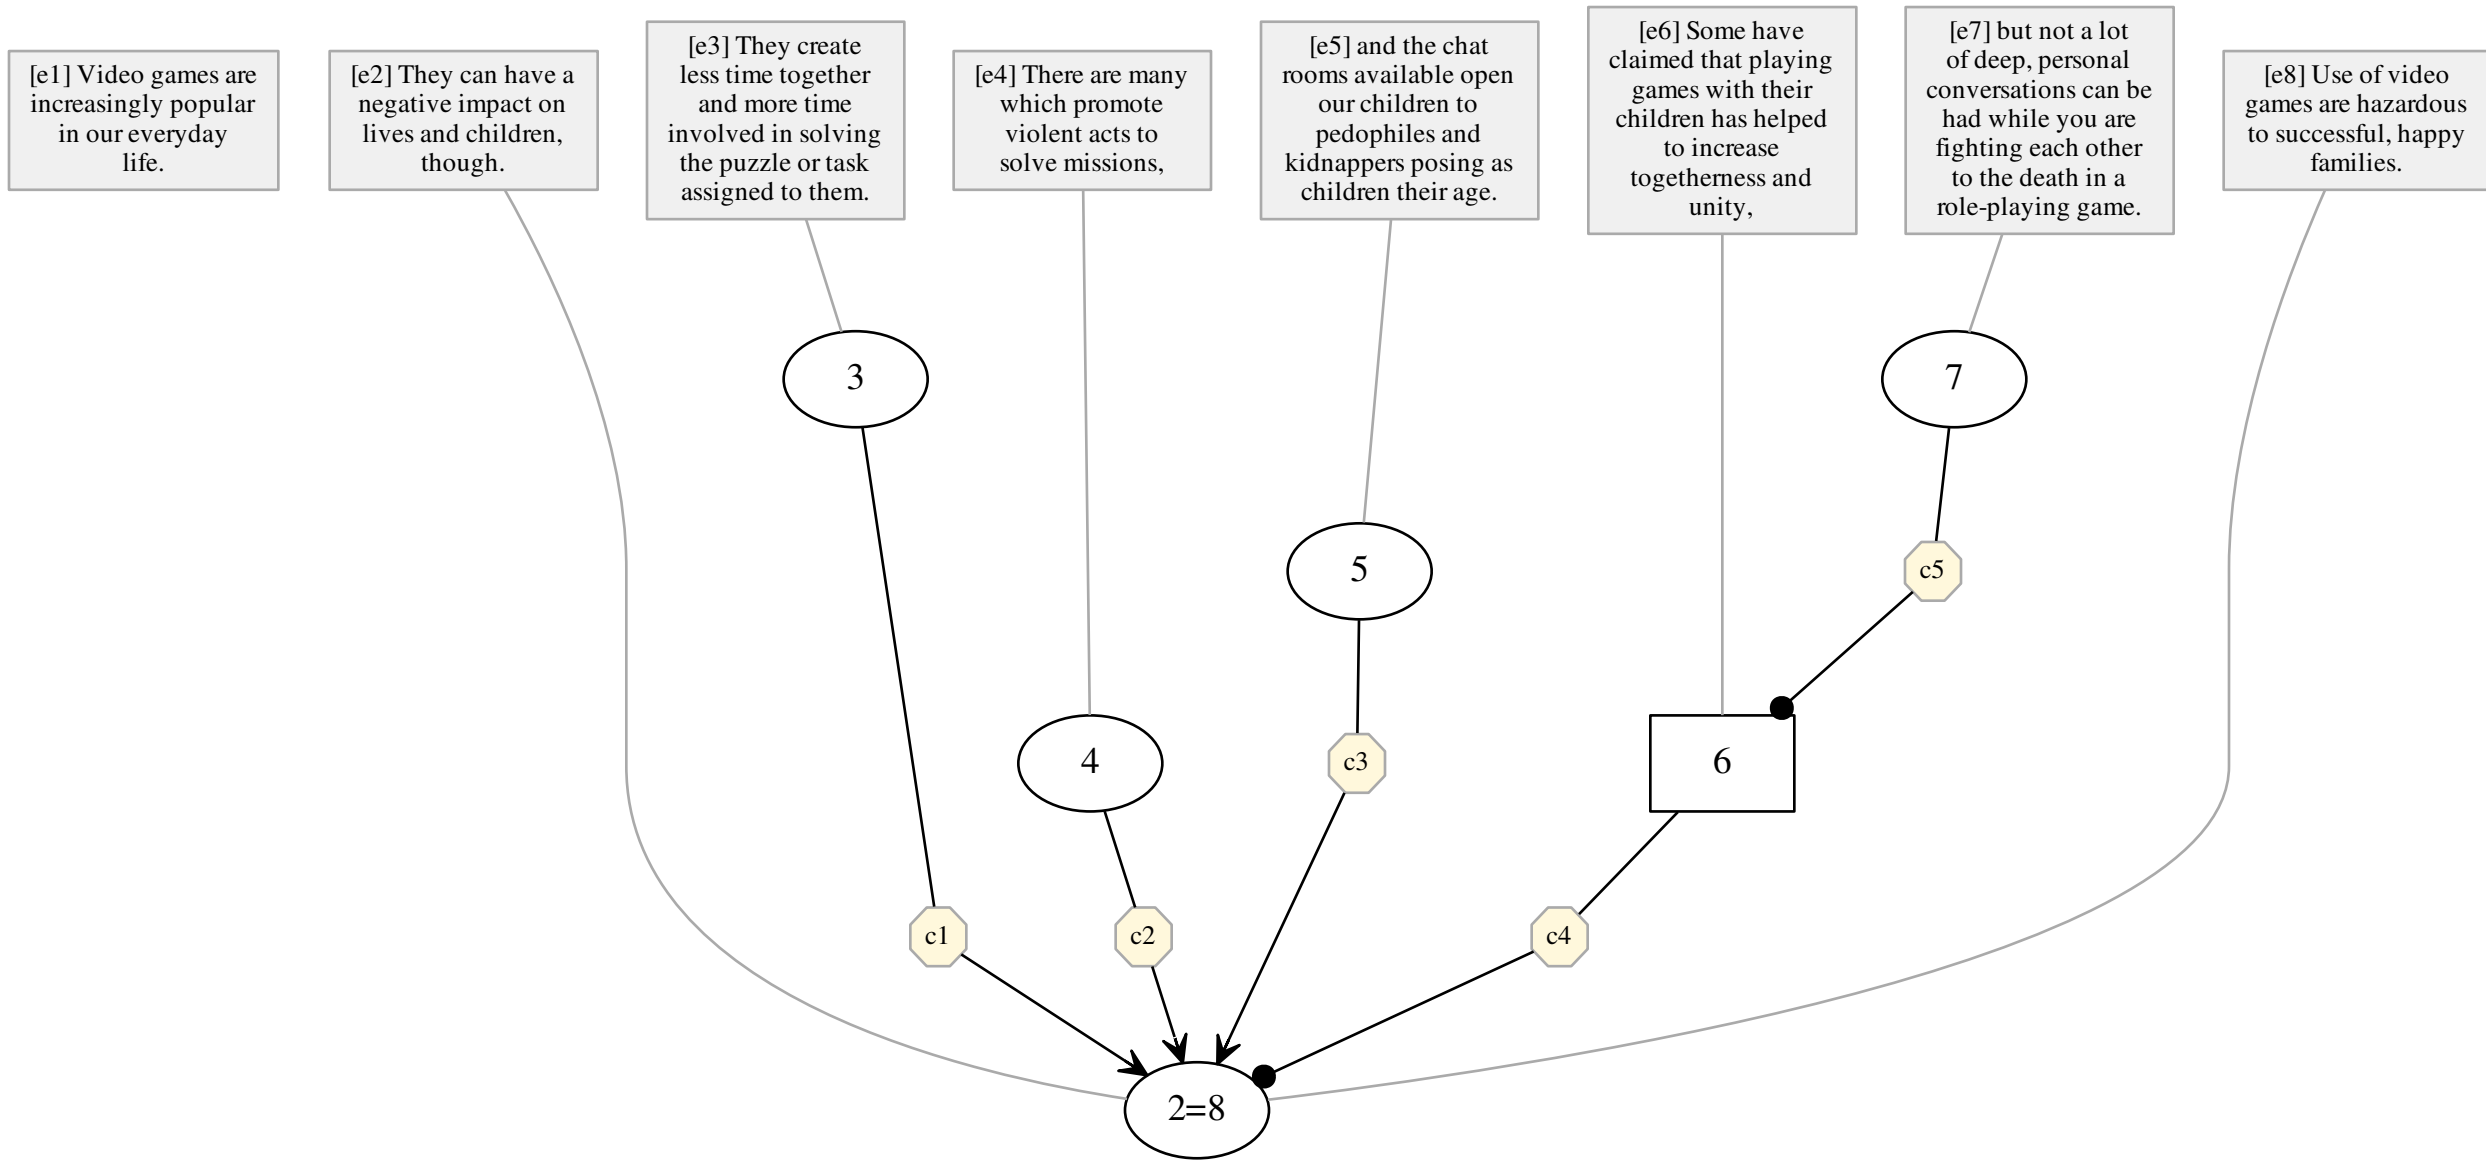 [e1] Video games are
increasingly popular
in our everyday
life.
[e2] They can have a
negative impact on
lives and children,
though.
[e3] They create
less time together
and more time
involved in solving
the puzzle or task
assigned to them.
[e4] There are many
which promote
violent acts to
solve missions,
[e5] and the chat
rooms available open
our children to
pedophiles and
kidnappers posing as
children their age.
[e6] Some have
claimed that playing
games with their
children has helped
to increase
togetherness and
unity,
[e7] but not a lot
of deep, personal
conversations can be
had while you are
fighting each other
to the death in a
role-playing game.
[e8] Use of video
games are hazardous
to successful, happy
families.
3
7
5
c5
4
c3
6
c1
c2
c4
2=8